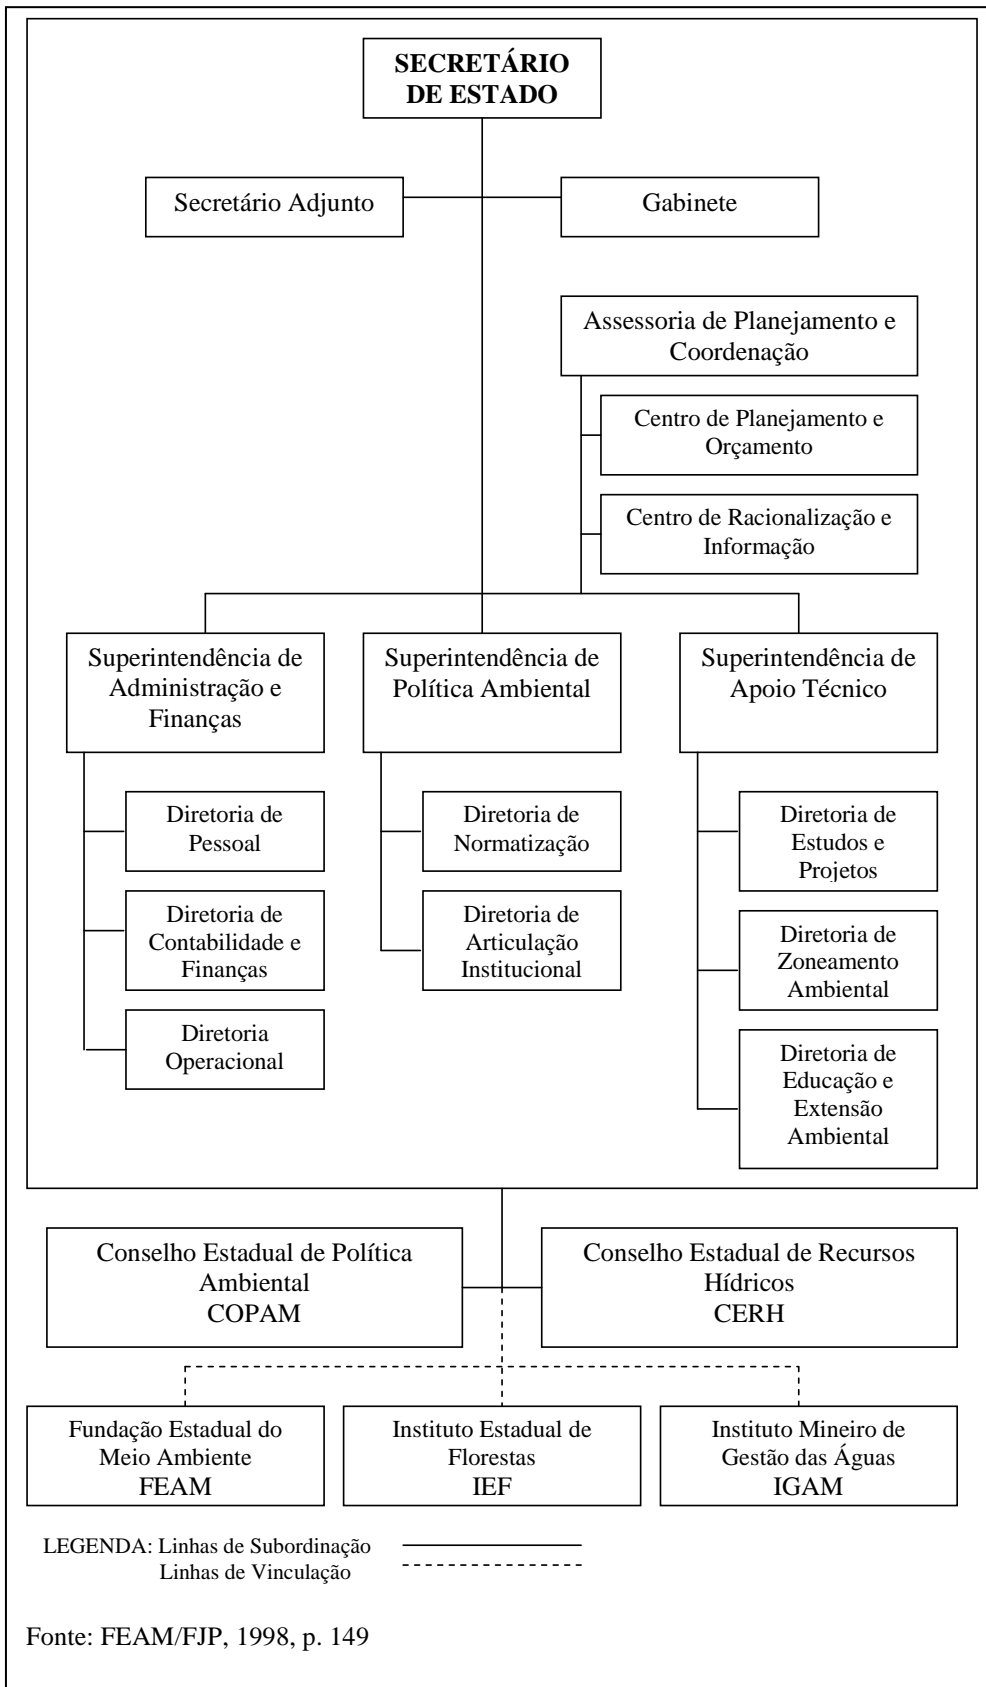 SECRETÁRIO
DE ESTADO
Secretário Adjunto
Gabinete
Assessoria de Planejamento e
Coordenação
Centro de Planejamento e
Orçamento
Centro de Racionalização e
Informação
Superintendência de
Administração e
Finanças
Superintendência de
Política Ambiental
Superintendência de
Apoio Técnico
Diretoria de
Pessoal
Diretoria de
Contabilidade e
Finanças
Diretoria
Operacional
Diretoria de
Normatização
Diretoria de
Articulação
Institucional
Diretoria de
Estudos e
Projetos
Diretoria de
Zoneamento
Ambiental
Diretoria de
Educação e
Extensão
Ambiental
Conselho Estadual de Política
Ambiental
COPAM
Conselho Estadual de Recursos
Hídricos
CERH
Fundação Estadual do
Meio Ambiente
FEAM
Instituto Estadual de
Florestas
IEF
Instituto Mineiro de
Gestão das Águas
IGAM
LEGENDA: Linhas de Subordinação
Linhas de Vinculação
Fonte: FEAM/FJP, 1998, p. 149